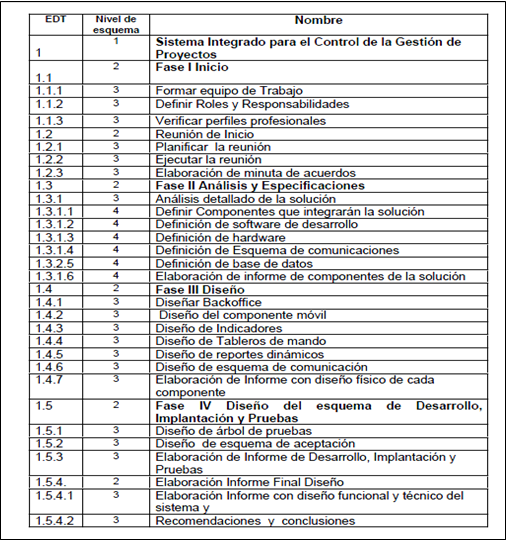 EDT Nivel de esquema Nombre
1 1 Sistema Integrado para el Control de la Gestión de
Proyectos
1.1 2 Fase I Inicio
1.1.1 3 Formar equipo de Trabajo
1.1.2 3 Definir Roles y Responsabilidades
1.1.3 3 Verificar perfiles profesionales
1.2 2 Reunión de Inicio
1.2.1 3 Planificar la reunión
1.2.2 3 Ejecutar la reunión
1.2.3 3 Elaboración de minuta de acuerdos
1.3 2 Fase II Análisis y Especificaciones
1.3.1 3 Análisis detallado de la solución
1.3.1.1 4 Definir Componentes que integrarán la solución
1.3.1.2 4 Definición de software de desarrollo
1.3.1.3 4 Definición de hardware
1.3.1.4 4 Definición de Esquema de comunicaciones
1.3.2.5 4 Definición de base de datos
1.3.1.6 4 Elaboración de informe de componentes de la solución
1.4 2 Fase III Diseño
1.4.1 3 Diseñar Backoffice
1.4.2 3 Diseño del componente móvil
1.4.3 3 Diseño de Indicadores
1.4.4 3 Diseño de Tableros de mando
1.4.5 3 Diseño de reportes dinámicos
1.4.6 3 Diseño de esquema de comunicación
1.4.7 3 Elaboración de Informe con diseño físico de cada
componente
1.5 2 Fase IV Diseño del esquema de Desarrollo,
Implantación y Pruebas
1.5.1 3 Diseño de árbol de pruebas
1.5.2 3 Diseño de esquema de aceptación
1.5.3 3 Elaboración de Informe de Desarrollo, Implantación y
Pruebas
1.5.4. 2 Elaboración Informe Final Diseño
1.5.4.1 3 Elaboración Informe con diseño funcional y técnico del
sistema y
1.5.4.2 3 Recomendaciones y conclusiones